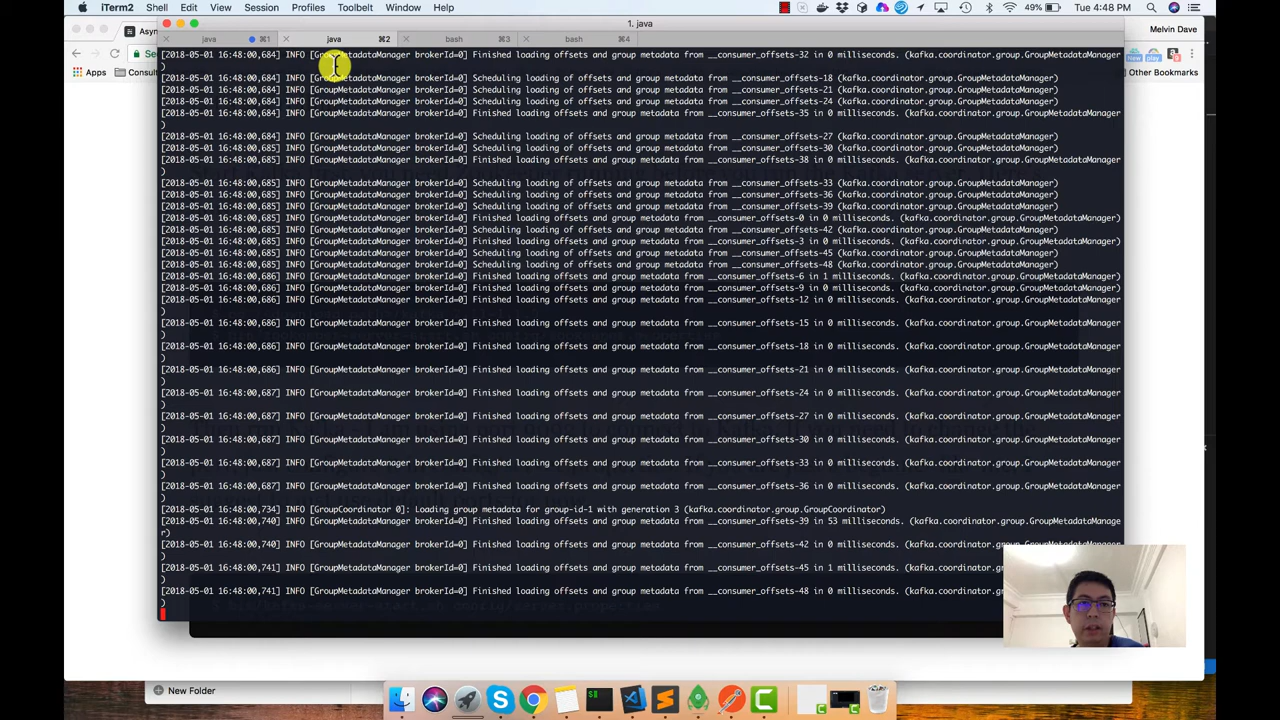 iTerm2 Shell Edit View Session Profiles Toolbelt Window Help Tue 4:48 PM
1. java
java ⌘1 java ⌘2 bash ⌘3 bash ⌘4
Asyn
Melvin Dave
Apps Consult
Other Bookmarks
New play
[2018-05-01 16:48:00,684] INFO [GroupMetadataManager brokerId=0] Finished loading offsets and group metadata from __consumer_offsets-32 in 0 milliseconds. (kafka.coordinator.group.GroupMetadataManager
)
[2018-05-01 16:48:00,684] INFO [GroupMetadataManager brokerId=0] Scheduling loading of offsets and group metadata from __consumer_offsets-18 (kafka.coordinator.group.GroupMetadataManager)
[2018-05-01 16:48:00,684] INFO [GroupMetadataManager brokerId=0] Scheduling loading of offsets and group metadata from __consumer_offsets-21 (kafka.coordinator.group.GroupMetadataManager)
[2018-05-01 16:48:00,684] INFO [GroupMetadataManager brokerId=0] Scheduling loading of offsets and group metadata from __consumer_offsets-24 (kafka.coordinator.group.GroupMetadataManager)
[2018-05-01 16:48:00,684] INFO [GroupMetadataManager brokerId=0] Finished loading offsets and group metadata from __consumer_offsets-35 in 0 milliseconds. (kafka.coordinator.group.GroupMetadataManager
)
[2018-05-01 16:48:00,684] INFO [GroupMetadataManager brokerId=0] Scheduling loading of offsets and group metadata from __consumer_offsets-27 (kafka.coordinator.group.GroupMetadataManager)
[2018-05-01 16:48:00,685] INFO [GroupMetadataManager brokerId=0] Scheduling loading of offsets and group metadata from __consumer_offsets-30 (kafka.coordinator.group.GroupMetadataManager)
[2018-05-01 16:48:00,685] INFO [GroupMetadataManager brokerId=0] Finished loading offsets and group metadata from __consumer_offsets-38 in 0 milliseconds. (kafka.coordinator.group.GroupMetadataManager
)
[2018-05-01 16:48:00,685] INFO [GroupMetadataManager brokerId=0] Scheduling loading of offsets and group metadata from __consumer_offsets-33 (kafka.coordinator.group.GroupMetadataManager)
[2018-05-01 16:48:00,685] INFO [GroupMetadataManager brokerId=0] Scheduling loading of offsets and group metadata from __consumer_offsets-36 (kafka.coordinator.group.GroupMetadataManager)
[2018-05-01 16:48:00,685] INFO [GroupMetadataManager brokerId=0] Scheduling loading of offsets and group metadata from __consumer_offsets-39 (kafka.coordinator.group.GroupMetadataManager)
[2018-05-01 16:48:00,685] INFO [GroupMetadataManager brokerId=0] Finished loading offsets and group metadata from __consumer_offsets-0 in 0 milliseconds. (kafka.coordinator.group.GroupMetadataManager)
[2018-05-01 16:48:00,685] INFO [GroupMetadataManager brokerId=0] Scheduling loading of offsets and group metadata from __consumer_offsets-42 (kafka.coordinator.group.GroupMetadataManager)
[2018-05-01 16:48:00,685] INFO [GroupMetadataManager brokerId=0] Finished loading offsets and group metadata from __consumer_offsets-3 in 0 milliseconds. (kafka.coordinator.group.GroupMetadataManager)
[2018-05-01 16:48:00,685] INFO [GroupMetadataManager brokerId=0] Scheduling loading of offsets and group metadata from __consumer_offsets-45 (kafka.coordinator.group.GroupMetadataManager)
[2018-05-01 16:48:00,685] INFO [GroupMetadataManager brokerId=0] Scheduling loading of offsets and group metadata from __consumer_offsets-48 (kafka.coordinator.group.GroupMetadataManager)
[2018-05-01 16:48:00,686] INFO [GroupMetadataManager brokerId=0] Finished loading offsets and group metadata from __consumer_offsets-6 in 1 milliseconds. (kafka.coordinator.group.GroupMetadataManager)
[2018-05-01 16:48:00,686] INFO [GroupMetadataManager brokerId=0] Finished loading offsets and group metadata from __consumer_offsets-9 in 0 milliseconds. (kafka.coordinator.group.GroupMetadataManager)
[2018-05-01 16:48:00,686] INFO [GroupMetadataManager brokerId=0] Finished loading offsets and group metadata from __consumer_offsets-12 in 0 milliseconds. (kafka.coordinator.group.GroupMetadataManager
)
[2018-05-01 16:48:00,686] INFO [GroupMetadataManager brokerId=0] Finished loading offsets and group metadata from __consumer_offsets-15 in 0 milliseconds. (kafka.coordinator.group.GroupMetadataManager
)
[2018-05-01 16:48:00,686] INFO [GroupMetadataManager brokerId=0] Finished loading offsets and group metadata from __consumer_offsets-18 in 0 milliseconds. (kafka.coordinator.group.GroupMetadataManager
)
[2018-05-01 16:48:00,686] INFO [GroupMetadataManager brokerId=0] Finished loading offsets and group metadata from __consumer_offsets-21 in 0 milliseconds. (kafka.coordinator.group.GroupMetadataManager
)
[2018-05-01 16:48:00,687] INFO [GroupMetadataManager brokerId=0] Finished loading offsets and group metadata from __consumer_offsets-24 in 0 milliseconds. (kafka.coordinator.group.GroupMetadataManager
)
[2018-05-01 16:48:00,687] INFO [GroupMetadataManager brokerId=0] Finished loading offsets and group metadata from __consumer_offsets-27 in 0 milliseconds. (kafka.coordinator.group.GroupMetadataManager
)
[2018-05-01 16:48:00,687] INFO [GroupMetadataManager brokerId=0] Finished loading offsets and group metadata from __consumer_offsets-30 in 0 milliseconds. (kafka.coordinator.group.GroupMetadataManager
)
[2018-05-01 16:48:00,687] INFO [GroupMetadataManager brokerId=0] Finished loading offsets and group metadata from __consumer_offsets-33 in 0 milliseconds. (kafka.coordinator.group.GroupMetadataManager
)
[2018-05-01 16:48:00,687] INFO [GroupMetadataManager brokerId=0] Finished loading offsets and group metadata from __consumer_offsets-36 in 0 milliseconds. (kafka.coordinator.group.GroupMetadataManager
)
[2018-05-01 16:48:00,734] INFO [GroupCoordinator 0]: Loading group metadata for group-id-1 with generation 3 (kafka.coordinator.group.GroupCoordinator)
[2018-05-01 16:48:00,740] INFO [GroupMetadataManager brokerId=0] Finished loading offsets and group metadata from __consumer_offsets-39 in 53 milliseconds. (kafka.coordinator.group.GroupMetadataManage
r)
[2018-05-01 16:48:00,740] INFO [GroupMetadataManager brokerId=0] Finished loading offsets and group metadata from __consumer_offsets-42 in 0 milliseconds.
)
[2018-05-01 16:48:00,741] INFO [GroupMetadataManager brokerId=0] Finished loading offsets and group metadata from __consumer_offsets-45 in 1 milliseconds.
)
[2018-05-01 16:48:00,741] INFO [GroupMetadataManager brokerId=0] Finished loading offsets and group metadata from __consumer_offsets-48 in 0 milliseconds.
)
New Folder